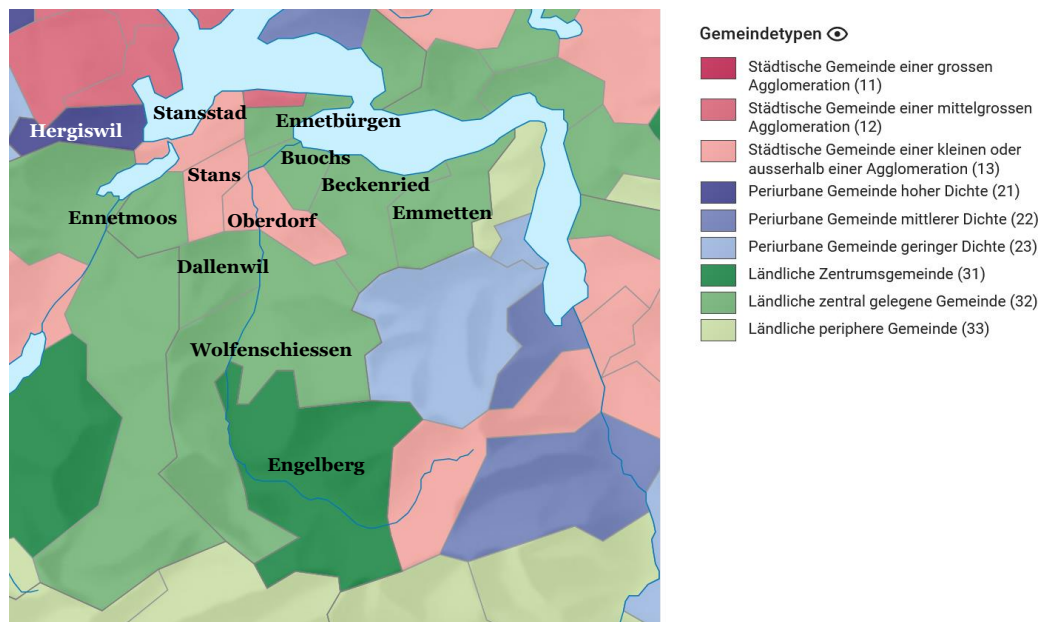 Hergiswil
Stansstad
Ennetbürgen
Buochs
Stans
Beckenried
Ennetmoos
Oberdorf
Emmetten
Dallenwil
Wolfenschiessen
Engelberg
Gemeindetypen
Städtische Gemeinde einer grossen
Agglomeration (11)
Städtische Gemeinde einer mittelgrossen
Agglomeration (12)
Städtische Gemeinde einer kleinen oder
ausserhalb einer Agglomeration (13)
Periurbane Gemeinde hoher Dichte (21)
Periurbane Gemeinde mittlerer Dichte (22)
Periurbane Gemeinde geringer Dichte (23)
Ländliche Zentrumsgemeinde (31)
Ländliche zentral gelegene Gemeinde (32)
Ländliche periphere Gemeinde (33)